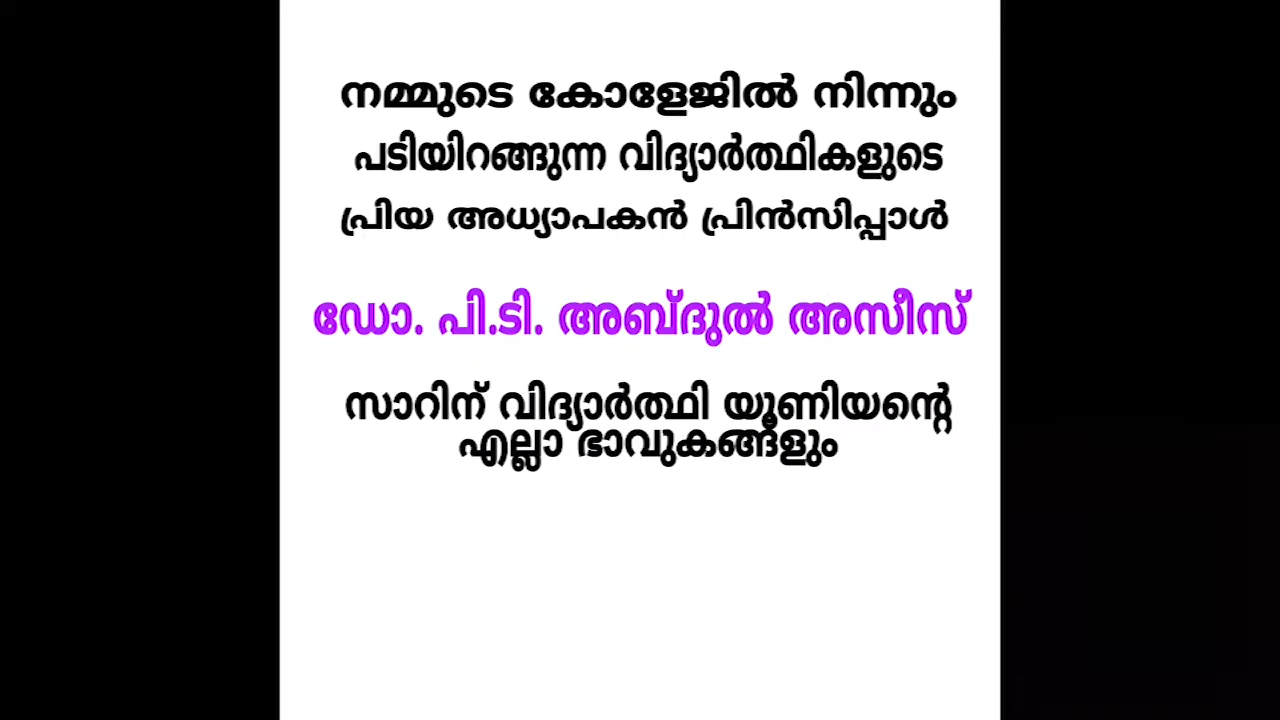 നമ്മുടെ കോളേജിൽ നിന്നും
പടിയിറങ്ങുന്ന വിദ്യാർത്ഥികളുടെ
പ്രിയ അധ്യാപകൻ പ്രിൻസിപ്പാൾ
ഡോ. പി.ടി. അബ്ദുൽ അസീസ്
സാറിന് വിദ്യാർത്ഥി യൂണിയന്റെ
എല്ലാ ഭാവുകങ്ങളും